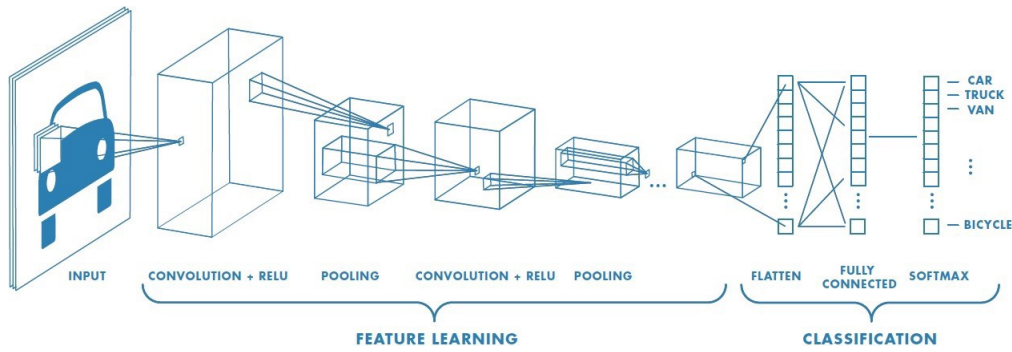 CAR
TRUCK
VAN
BICYCLE
INPUT
CONVOLUTION + RELU
POOLING
CONVOLUTION + RELU
POOLING
FLATTEN
FULLY
CONNECTED
SOFTMAX
FEATURE LEARNING
CLASSIFICATION